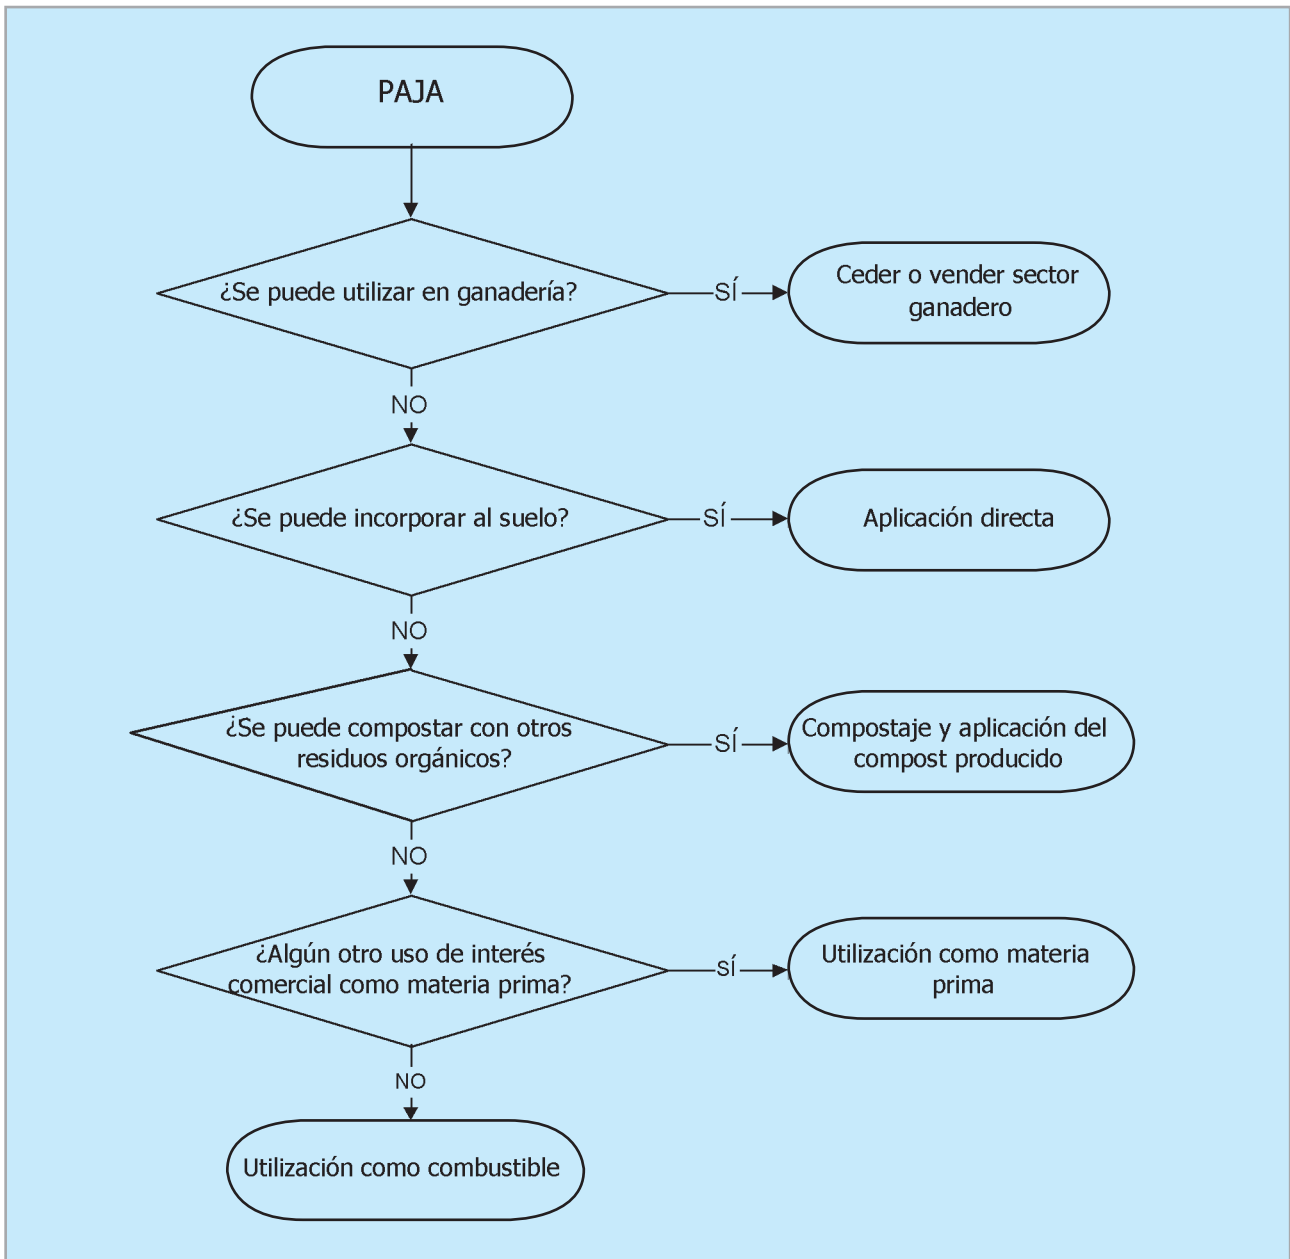 PAJA
¿Se puede utilizar en ganadería?
SÍ
Ceder o vender sector
ganadero
NO
¿Se puede incorporar al suelo?
SÍ
Aplicación directa
NO
¿Se puede compostar con otros
residuos orgánicos?
SÍ
Compostaje y aplicación del
compost producido
NO
¿Algún otro uso de interés
comercial como materia prima?
SÍ
Utilización como materia
prima
NO
Utilización como combustible